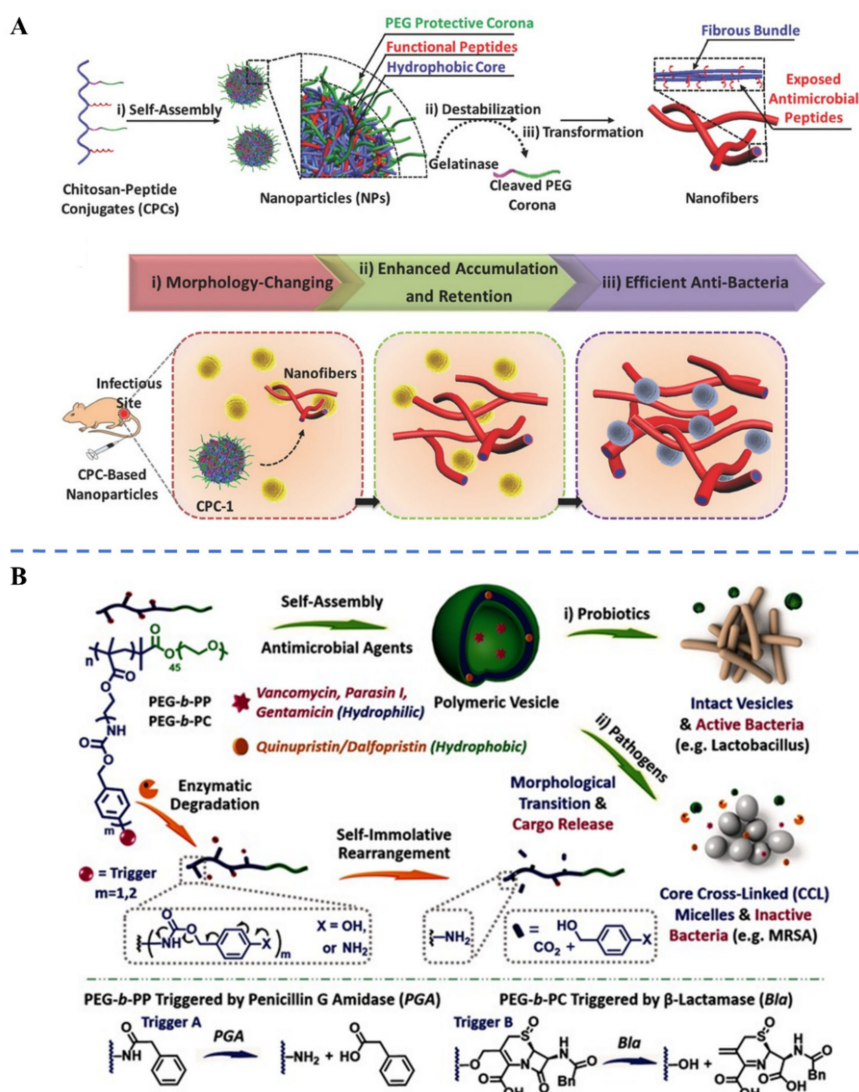 A
PEG Protective Corona
Functional Peptides
Hydrophobic Core
i) Self-Assembly
ii) Destabilization
iii) Transformation
Gelatinase
Cleaved PEG
Corona
Fibrous Bundle
Exposed
Antimicrobial
Peptides
Chitosan-Peptide
Conjugates (CPCs)
Nanoparticles (NPs)
Nanofibers
i) Morphology-Changing
ii) Enhanced Accumulation
and Retention
iii) Efficient Anti-Bacteria
Infectious
Site
CPC-Based
Nanoparticles
Nanofibers
CPC-1
B
Self-Assembly
Antimicrobial Agents
Polymeric Vesicle
i) Probiotics
Intact Vesicles
& Active Bacteria
(e.g. Lactobacillus)
n
O
O
45
O
O
O
PEG-b-PP
PEG-b-PC
NH
O
O
m
Vancomycin, Parasin I,
Gentamicin (Hydrophilic)
Quinupristin/Dalfopristin (Hydrophobic)
ii) Pathogens
Enzymatic
Degradation
= Trigger
m=1,2
Self-Immolative
Rearrangement
Morphological
Transition &
Cargo Release
Core Cross-Linked (CCL)
Micelles & Inactive
Bacteria (e.g. MRSA)
O
NH
O
X
m
X = OH,
or NH2
NH2
=
HO
X
CO2 +
PEG-b-PP Triggered by Penicillin G Amidase (PGA)
Trigger A
O
NH
PGA
NH2 +
O
HO
PEG-b-PC Triggered by β-Lactamase (Bla)
Trigger B
O
S
O
H
N
O
N
O
Bn
CO2H
Bla
OH +
O
S
H
N
O
N
Bn
CO2H
CO2H